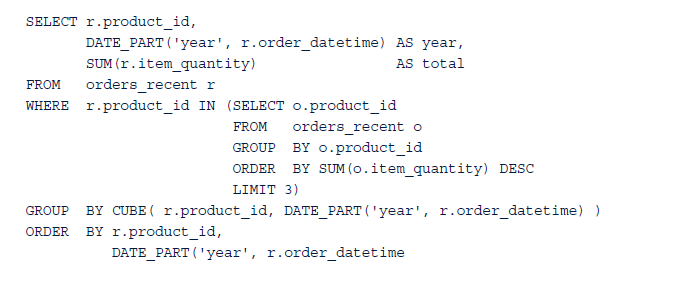 SELECT r.product_id,
DATE_PART('year', r.order_datetime) AS year,
SUM(r.item_quantity) AS total
FROM orders_recent r
WHERE r.product_id IN (SELECT o.product_id
FROM orders_recent o
GROUP BY o.product_id
ORDER BY SUM(o.item_quantity) DESC
LIMIT 3)
GROUP BY CUBE( r.product_id, DATE_PART('year', r.order_datetime) )
ORDER BY r.product_id,
DATE_PART('year', r.order_datetime